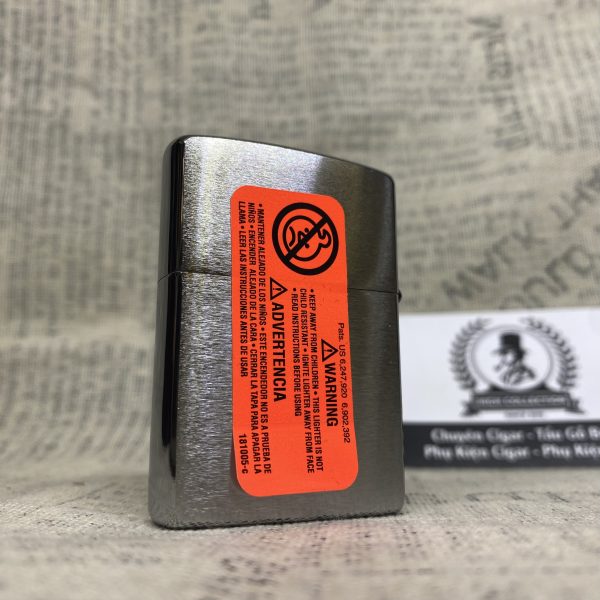 Pats. US 6,247,920 6,902,392
WARNING
• KEEP AWAY FROM CHILDREN • THIS LIGHTER IS NOT
CHILD RESISTANT • IGNITE LIGHTER AWAY FROM FACE
• READ INSTRUCTIONS BEFORE USING
ADVERTENCIA
• MANTENER ALEJADO DE LOS NIÑOS • ESTE ENCENDEDOR NO ES A PRUEBA DE
NIÑOS • ENCENDER ALEJADO DE LA CARA • CERRAR LA TAPA PARA APAGAR LA
LLAMA • LEER LAS INSTRUCCIONES ANTES DE USAR
181005-G
COLLECTION
Chuyên Cigar - Tẩu Gỗ
Phụ Kiện Cigar - Phụ Kiện